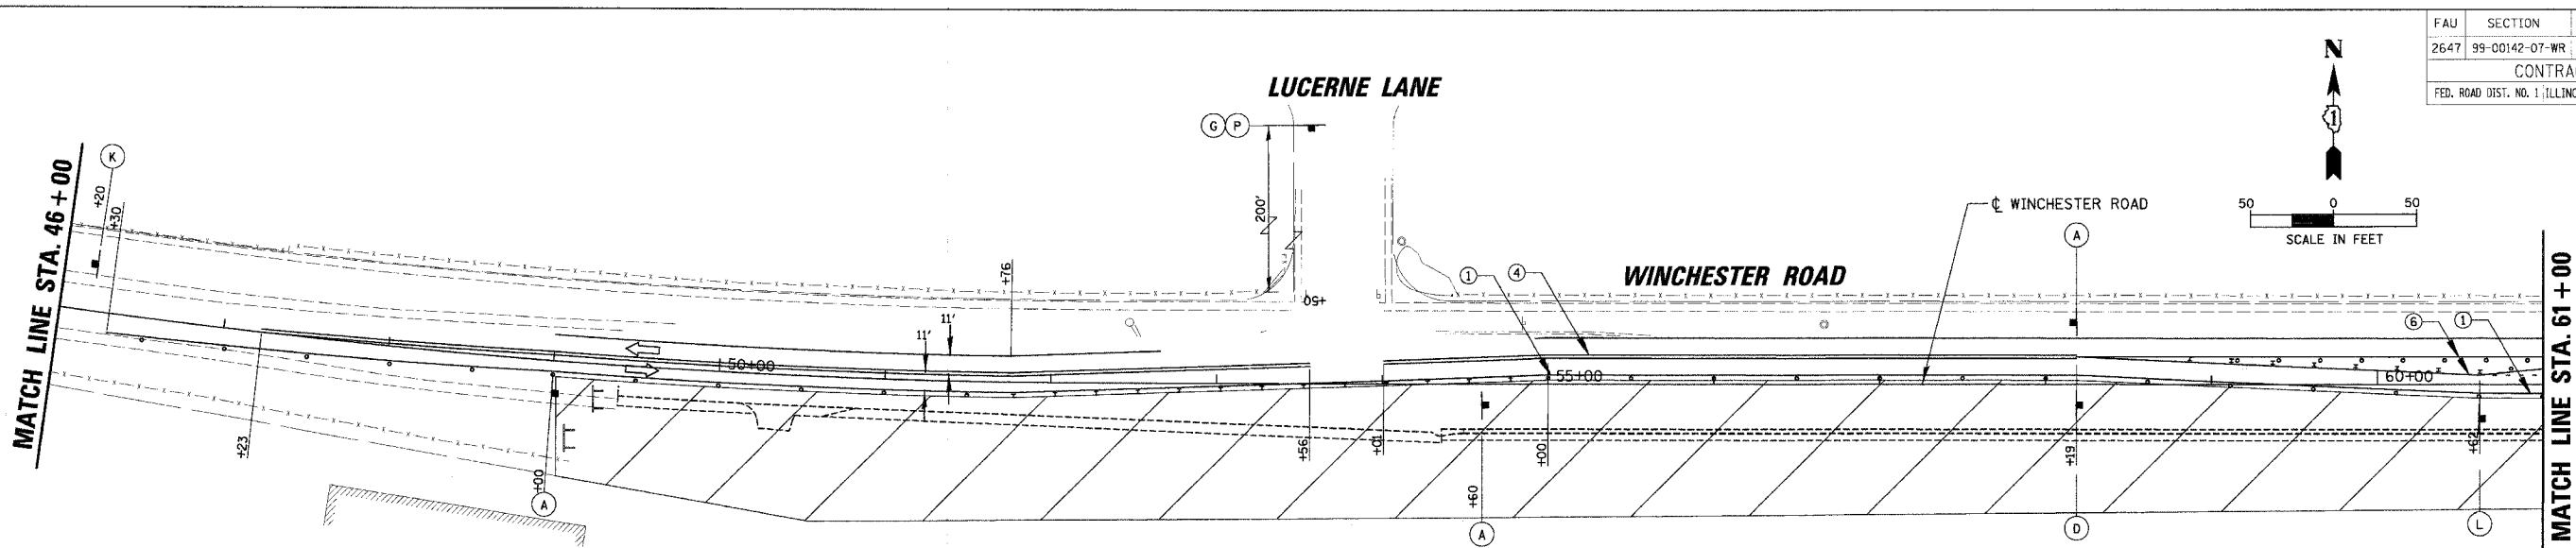 FAU SECTION
2647 99-00142-07-WR
CONTRA
FED. ROAD DIST. NO. 1 ILLINO
N
1
LUCERNE LANE
G P
200'
K
+20
+30
MATCH LINE STA. 46+00
+76
+50
11'
11'
50+00
+23
+00
A
1
4
WINCHESTER ROAD
℄ WINCHESTER ROAD
A
50 0 50
SCALE IN FEET
6
1
55+00
60+00
+56
+01
+00
+60
A
+19
D
+62
L
MATCH LINE STA. 61+00